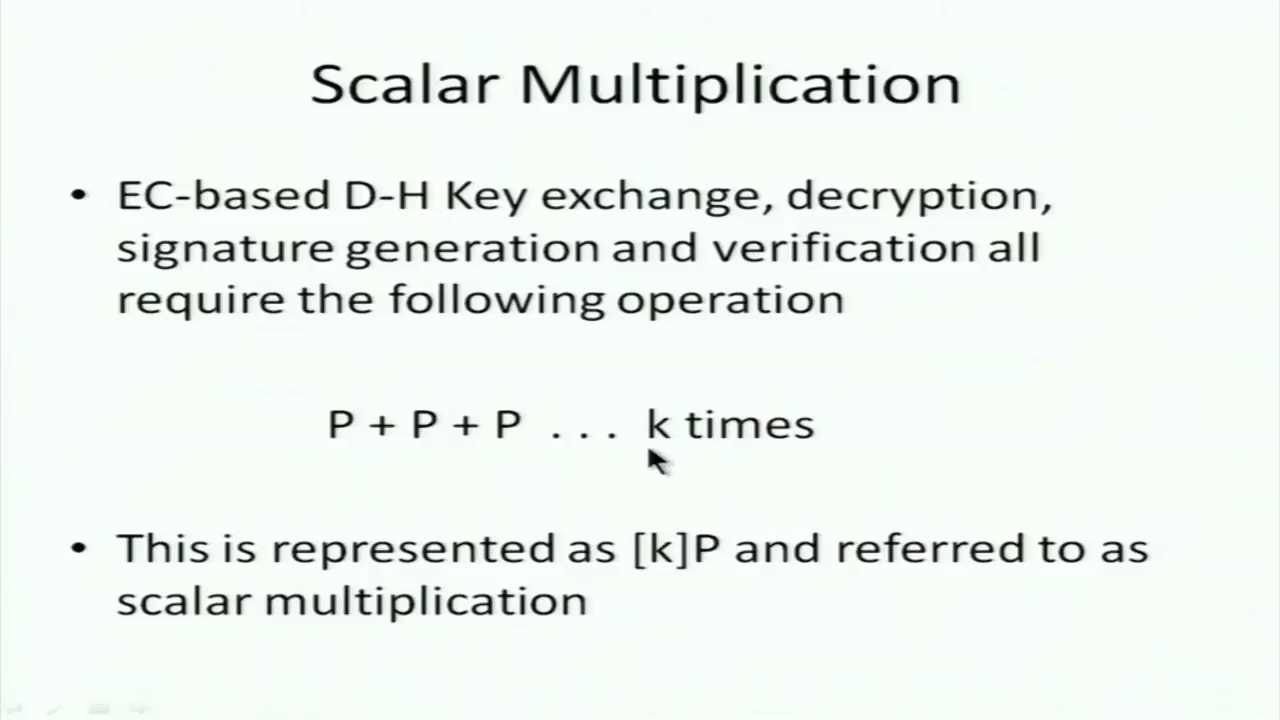 Scalar Multiplication
• EC-based D-H Key exchange, decryption,
signature generation and verification all
require the following operation
P + P + P . . . k times
• This is represented as [k]P and referred to as
scalar multiplication